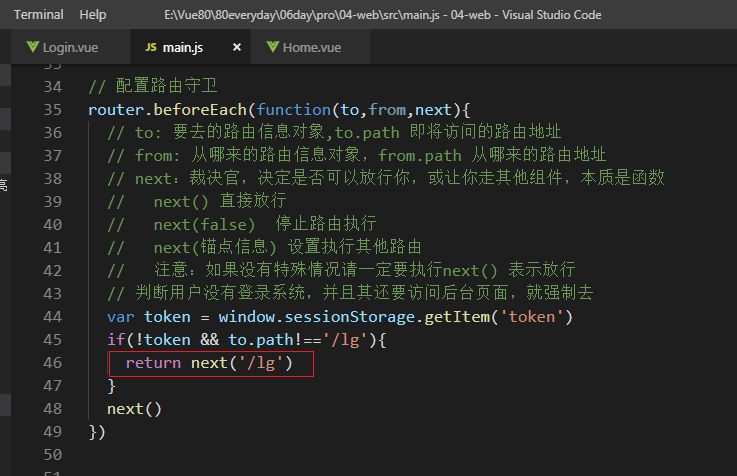 Terminal Help E:\Vue80\80everyday\06day\pro\04-web\src\main.js - 04-web - Visual Studio Code
Login.vue JS main.js × Home.vue
34 // 配置路由守卫
35 router.beforeEach(function(to,from,next){
36 // to: 要去的路由信息对象,to.path 即将访问的路由地址
37 // from: 从哪来的路由信息对象，from.path 从哪来的路由地址
38 // next：裁决官，决定是否可以放行你，或让你走其他组件，本质是函数
39 // next() 直接放行
40 // next(false) 停止路由执行
41 // next(锚点信息) 设置执行其他路由
42 // 注意：如果没有特殊情况请一定要执行next() 表示放行
43 // 判断用户没有登录系统，并且其还要访问后台页面，就强制去
44 var token = window.sessionStorage.getItem('token')
45 if(!token && to.path!=='/lg'){
46 return next('/lg')
47 }
48 next()
49 })
50